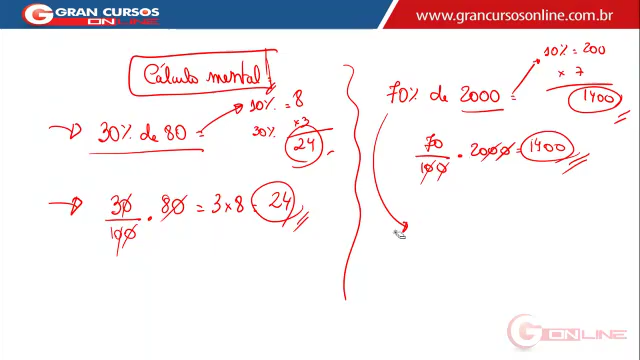 GRAN CURSOS
ONLINE
www.grancursosonline.com.br
Cálculo mental
30% de 80 =
10% = 8
×3
30%
24
30/100 · 80 = 3 × 8 = 24
70% de 2000 =
10% = 200
× 7
1400
70/100 · 2000 = 1400
G ONLINE